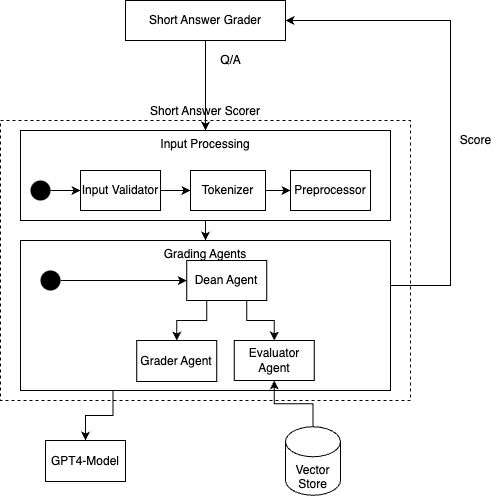 Short Answer Grader
Q/A
Short Answer Scorer
Input Processing
Score
Input Validator
Tokenizer
Preprocessor
Grading Agents
Dean Agent
Grader Agent
Evaluator
Agent
GPT4-Model
Vector
Store